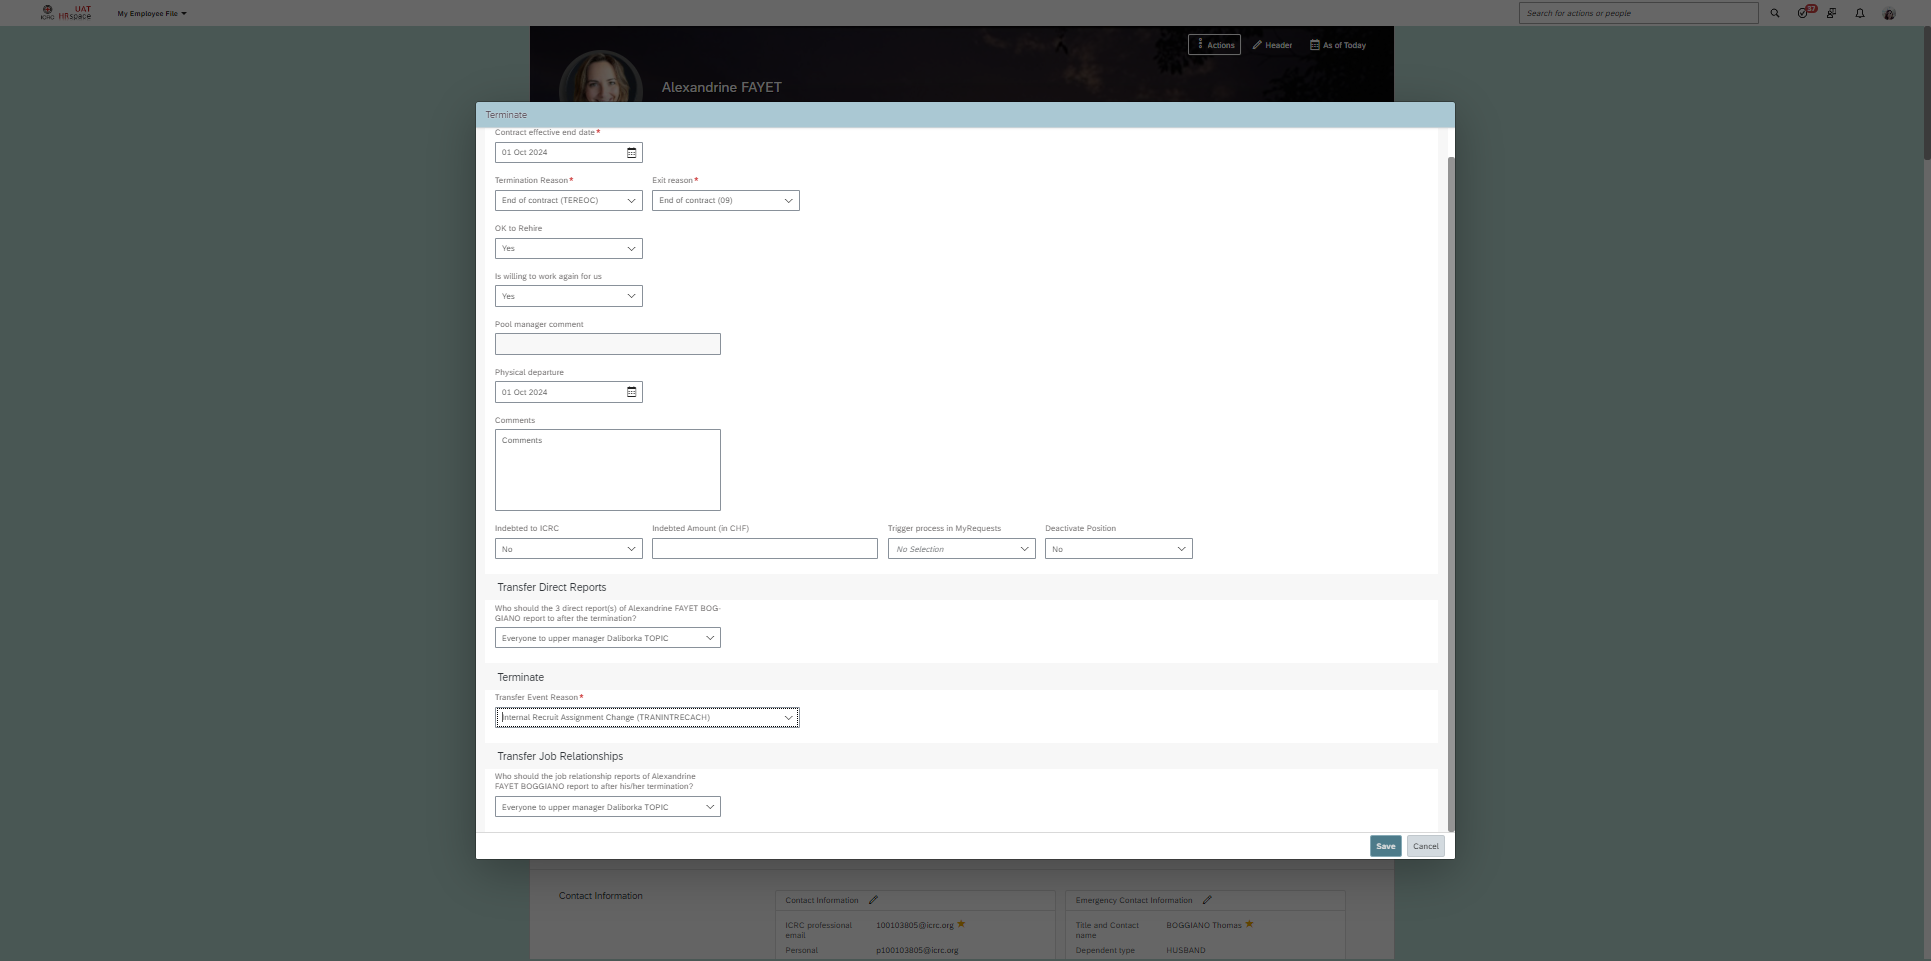 ICRC
UAT
HRspace
My Employee File
Search for actions or people
37
Actions
Header
As of Today
Alexandrine FAYET
Terminate
Contract effective end date*
01 Oct 2024
Termination Reason* Exit reason*
End of contract (TEREOC) End of contract (09)
OK to Rehire
Yes
Is willing to work again for us
Yes
Pool manager comment
Physical departure
01 Oct 2024
Comments
Comments
Indebted to ICRC Indebted Amount (in CHF) Trigger process in MyRequests Deactivate Position
No No Selection No
Transfer Direct Reports
Who should the 3 direct report(s) of Alexandrine FAYET BOG-
GIANO report to after the termination?
Everyone to upper manager Daliborka TOPIC
Terminate
Transfer Event Reason*
Internal Recruit Assignment Change (TRANINTRECACH)
Transfer Job Relationships
Who should the job relationship reports of Alexandrine
FAYET BOGGIANO report to after his/her termination?
Everyone to upper manager Daliborka TOPIC
Save Cancel
Contact Information
Contact Information
ICRC professional
email
100103805@icrc.org
Personal p100103805@icrc.org
Emergency Contact Information
Title and Contact
name
BOGGIANO Thomas
Dependent type HUSBAND